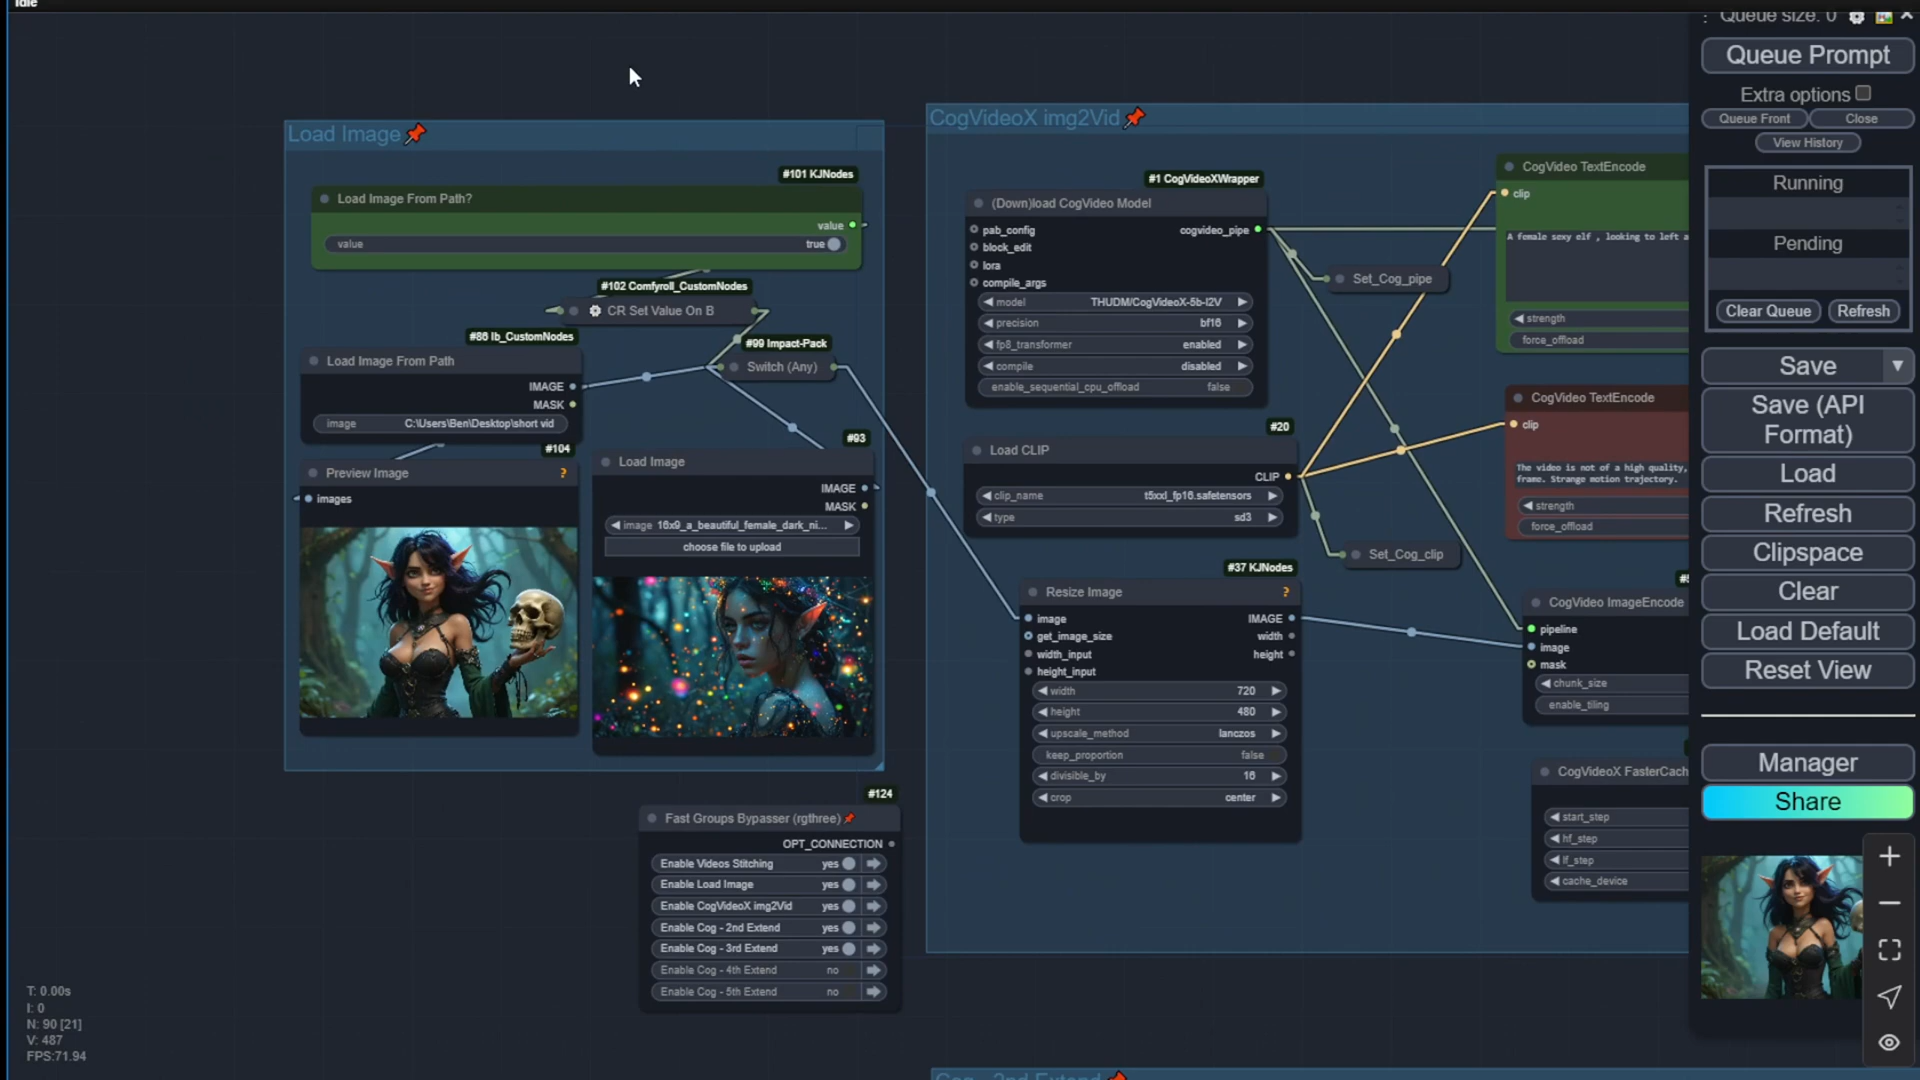 Idle
Load Image
#101 KJNodes
Load Image From Path?
value
value true
#102 Comfyroll_CustomNodes
CR Set Value On B
#86 lb_CustomNodes
Load Image From Path
IMAGE
MASK
image C:\Users\Ben\Desktop\short vid
#99 Impact-Pack
Switch (Any)
#104
Preview Image ?
images
#93
Load Image
IMAGE
MASK
image 16x9_a_beautiful_female_dark_ni...
choose file to upload
#124
Fast Groups Bypasser (rgthree)
OPT_CONNECTION
Enable Videos Stitching yes
Enable Load Image yes
Enable CogVideoX img2Vid yes
Enable Cog - 2nd Extend yes
Enable Cog - 3rd Extend yes
Enable Cog - 4th Extend no
Enable Cog - 5th Extend no
T: 0.00s
I: 0
N: 90 [21]
V: 487
FPS:71.94
CogVideoX img2Vid
#1 CogVideoXWrapper
(Down)load CogVideo Model
pab_config cogvideo_pipe
block_edit
lora
compile_args
model THUDM/CogVideoX-5b-I2V
precision bf16
fp8_transformer enabled
compile disabled
enable_sequential_cpu_offload false
Set_Cog_pipe
#20
Load CLIP
CLIP
clip_name t5xxl_fp16.safetensors
type sd3
Set_Cog_clip
#37 KJNodes
Resize Image ?
image IMAGE
get_image_size width
width_input height
height_input
width 720
height 480
upscale_method lanczos
keep_proportion false
divisible_by 16
crop center
CogVideo TextEncode
clip
A female sexy elf , looking to left a
strength
force_offload
CogVideo TextEncode
clip
The video is not of a high quality,
frame. Strange motion trajectory.
strength
force_offload
CogVideo ImageEncode
pipeline
image
mask
chunk_size
enable_tiling
CogVideoX FasterCach
start_step
hf_step
lf_step
cache_device
Cog - 2nd Extend
Queue size: 0
Queue Prompt
Extra options
Queue Front Close
View History
Running
Pending
Clear Queue Refresh
Save
Save (API
Format)
Load
Refresh
Clipspace
Clear
Load Default
Reset View
Manager
Share